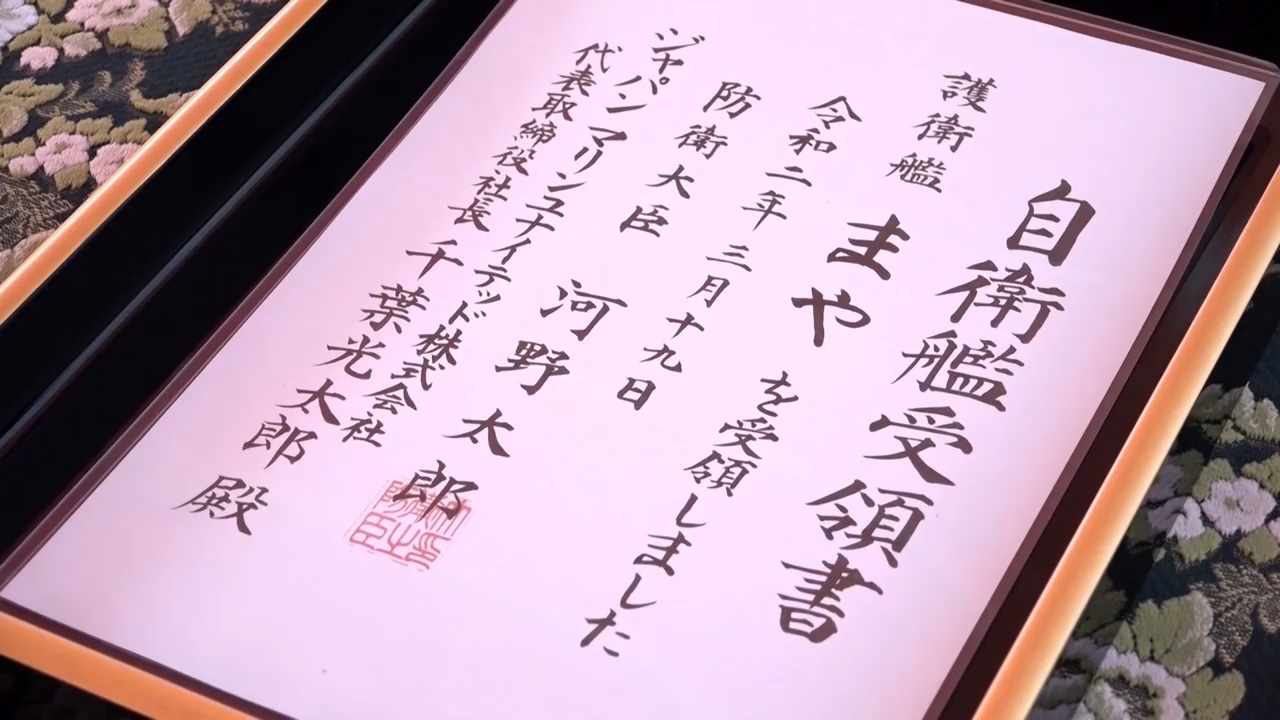 自衛艦受領書
護衛艦 まや を受領しました
令和二年三月十九日
防衛大臣 河野太郎
ジャパンマリンユナイテッド株式会社
代表取締役社長 千葉光太郎 殿